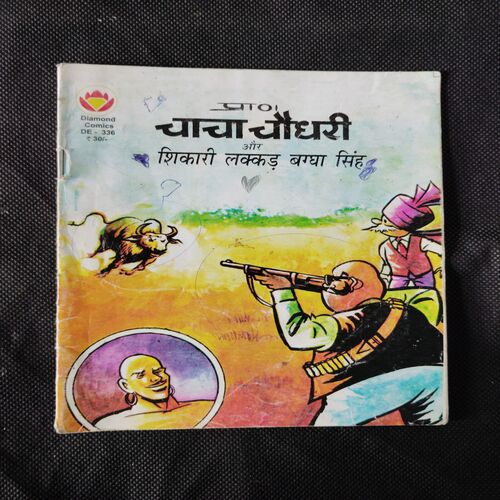 Diamond
Comics
DE - 336
₹ 30/-
प्राण
चाचा चौधरी
और
शिकारी लक्कड़ बग्घा सिंह